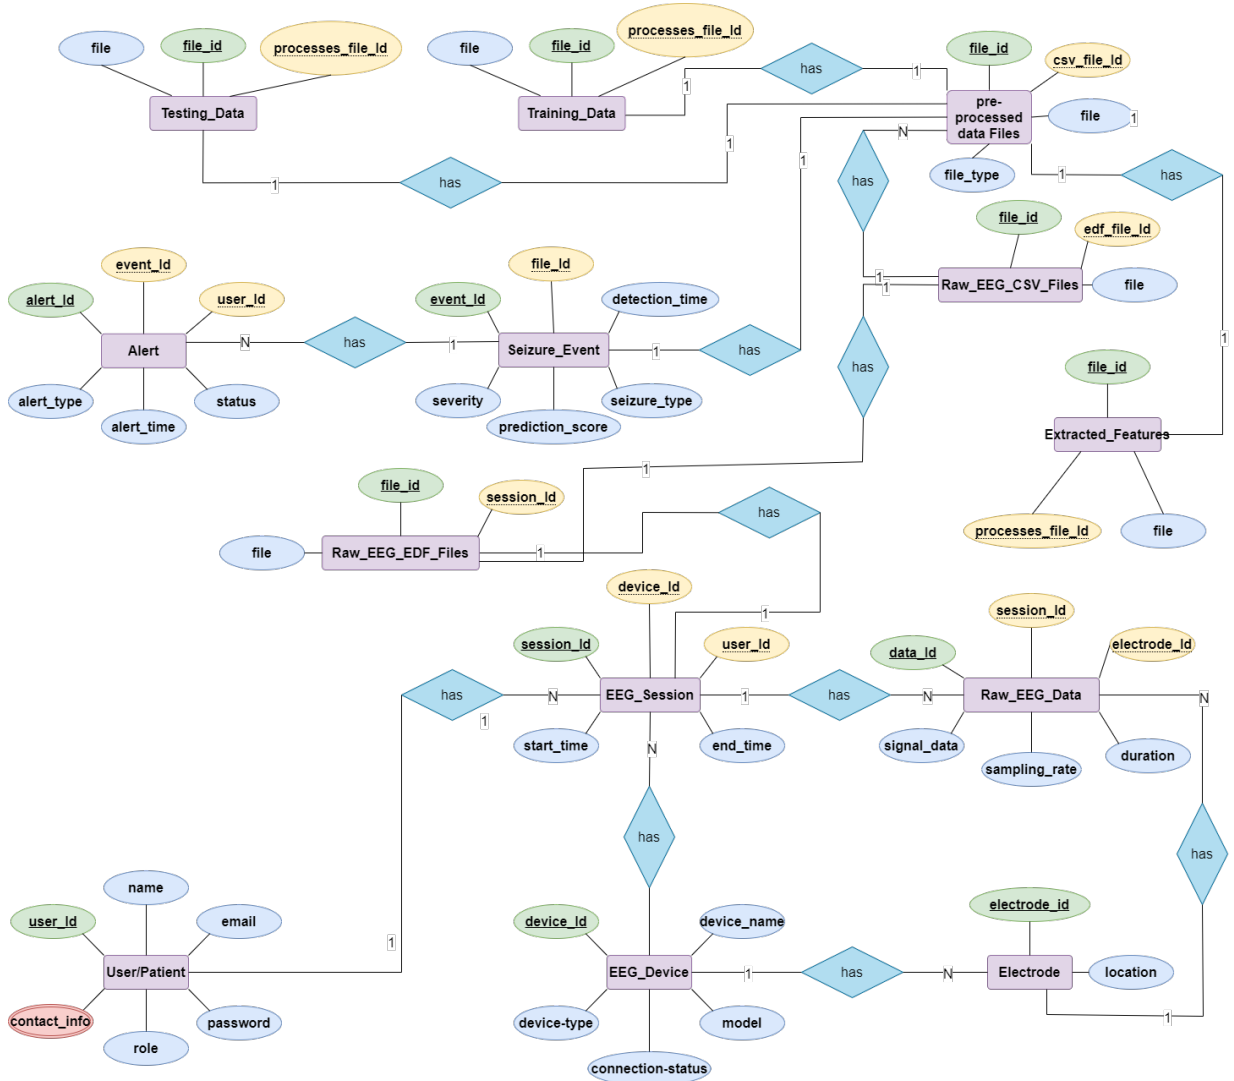 file
file_id
processes_file_Id
Testing_Data
file
file_id
processes_file_Id
Training_Data
has
1
1
file_id
csv_file_Id
pre-
processed
data Files
file
1
file_type
1
has
1
1
1
N
has
1
1
has
1
file_id
edf_file_Id
Raw_EEG_CSV_Files
file
1
1
has
1
event_Id
alert_Id
user_Id
Alert
alert_type
alert_time
status
N
has
1
file_Id
event_Id
detection_time
Seizure_Event
severity
prediction_score
seizure_type
1
has
file_id
Extracted_Features
processes_file_Id
file
file_id
session_Id
file
Raw_EEG_EDF_Files
1
has
1
device_Id
session_Id
user_Id
EEG_Session
start_time
end_time
has
N
1
1
1
has
N
session_Id
data_Id
electrode_Id
Raw_EEG_Data
signal_data
sampling_rate
duration
N
has
1
N
has
name
user_Id
email
User/Patient
contact_info
role
password
device_Id
device_name
EEG_Device
device-type
model
connection-status
1
has
N
electrode_id
Electrode
location